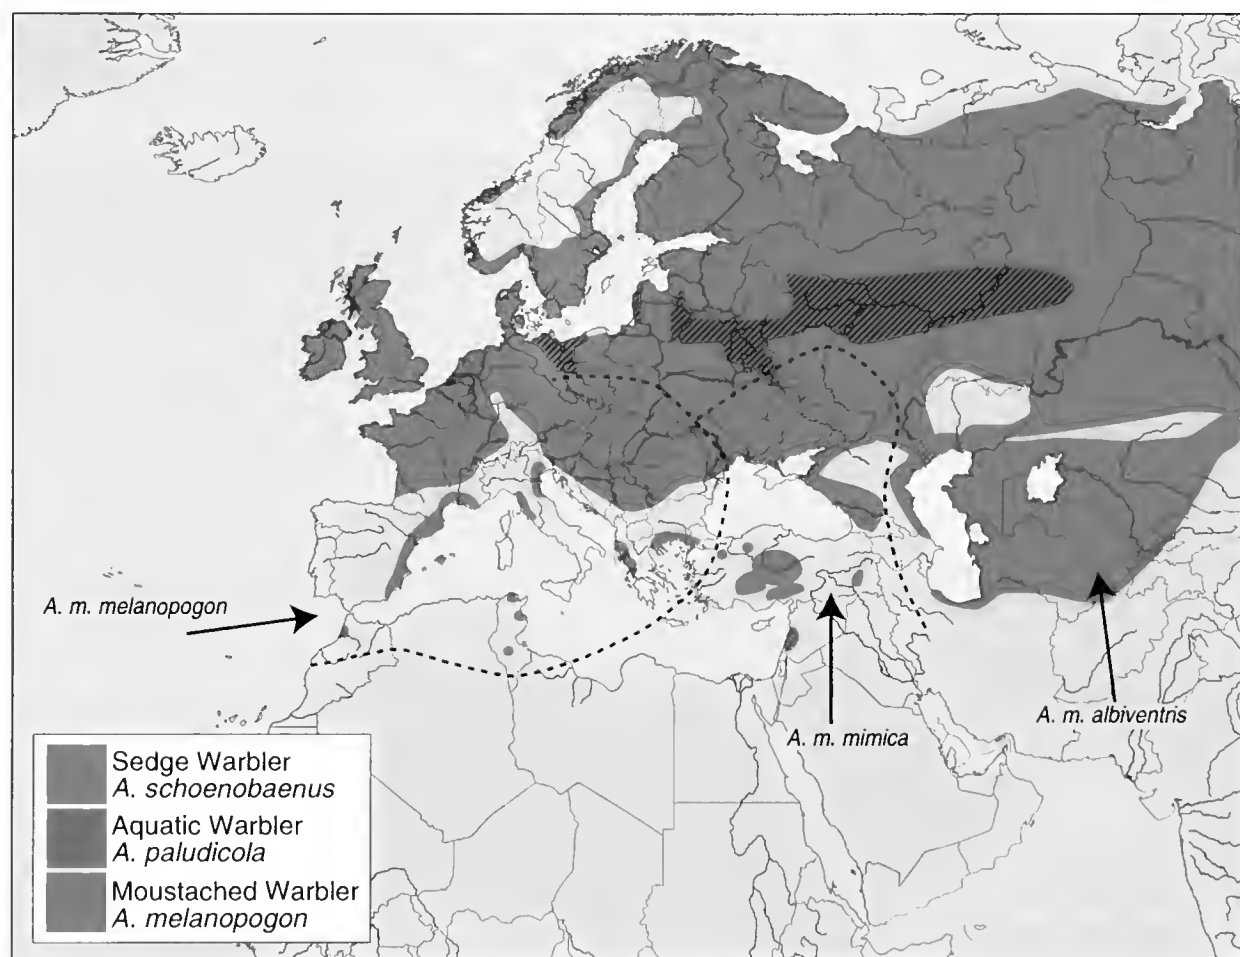 A. m. melanopogon
A. m. mimica
A. m. albiventris
Sedge Warbler
A. schoenobaenus
Aquatic Warbler
A. paludicola
Moustached Warbler
A. melanopogon